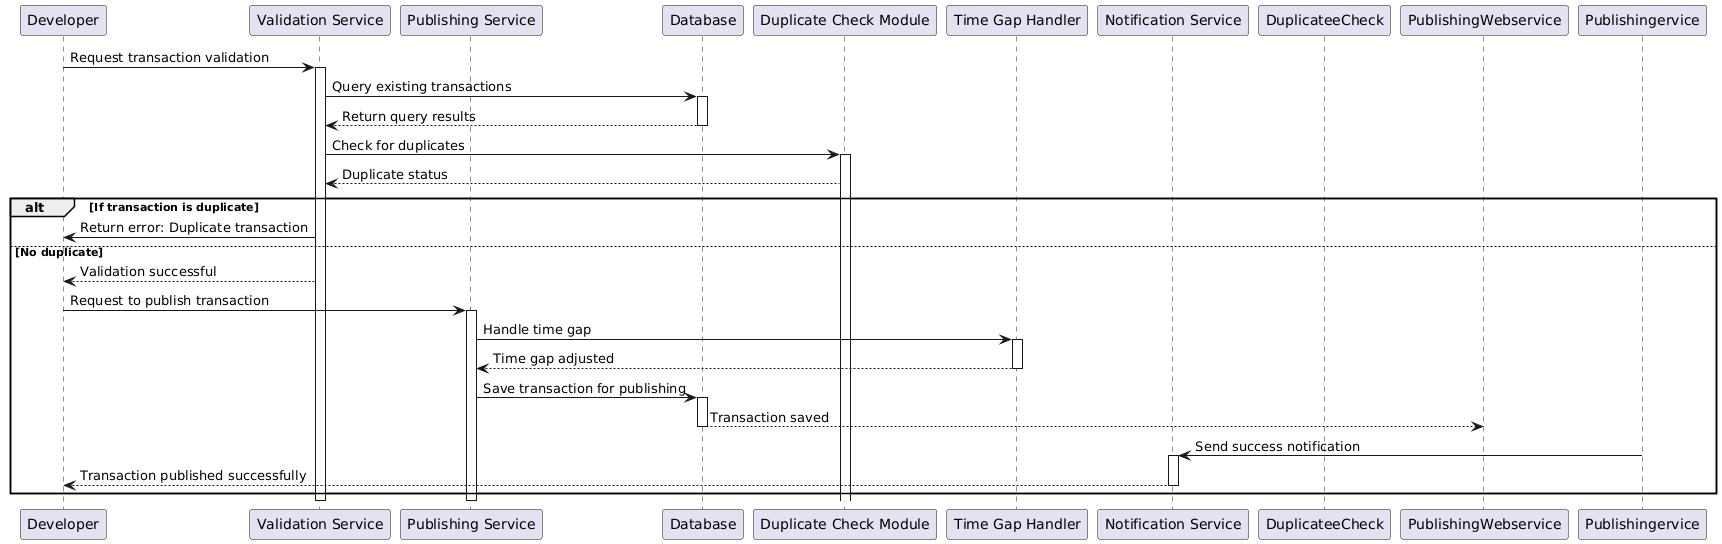 Developer
Validation Service
Publishing Service
Database
Duplicate Check Module
Time Gap Handler
Notification Service
DuplicateeCheck
PublishingWebservice
Publishingervice
Request transaction validation
Query existing transactions
Return query results
Check for duplicates
Duplicate status
alt
[If transaction is duplicate]
Return error: Duplicate transaction
[No duplicate]
Validation successful
Request to publish transaction
Handle time gap
Time gap adjusted
Save transaction for publishing
Transaction saved
Send success notification
Transaction published successfully
Developer
Validation Service
Publishing Service
Database
Duplicate Check Module
Time Gap Handler
Notification Service
DuplicateeCheck
PublishingWebservice
Publishingervice